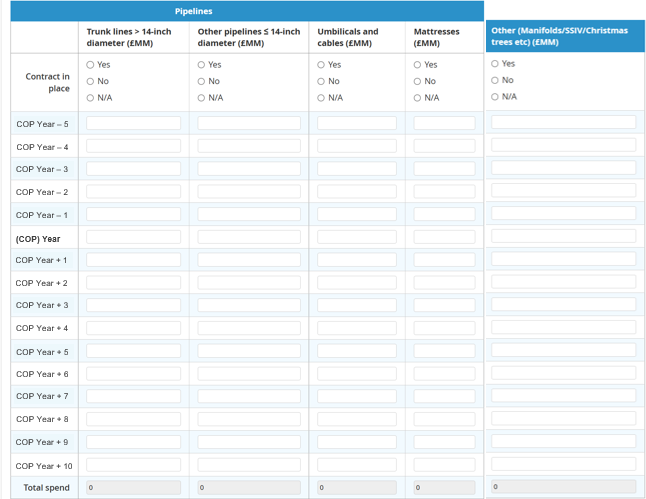 Pipelines
Trunk lines > 14-inch diameter (£MM)
Other pipelines ≤ 14-inch diameter (£MM)
Umbilicals and cables (£MM)
Mattresses (£MM)
Other (Manifolds/SSIV/Christmas trees etc) (£MM)
Contract in place
Yes Yes Yes Yes Yes
No No No No No
N/A N/A N/A N/A N/A
COP Year – 5
COP Year – 4
COP Year – 3
COP Year – 2
COP Year – 1
(COP) Year
COP Year + 1
COP Year + 2
COP Year + 3
COP Year + 4
COP Year + 5
COP Year + 6
COP Year + 7
COP Year + 8
COP Year + 9
COP Year + 10
Total spend 0 0 0 0 0